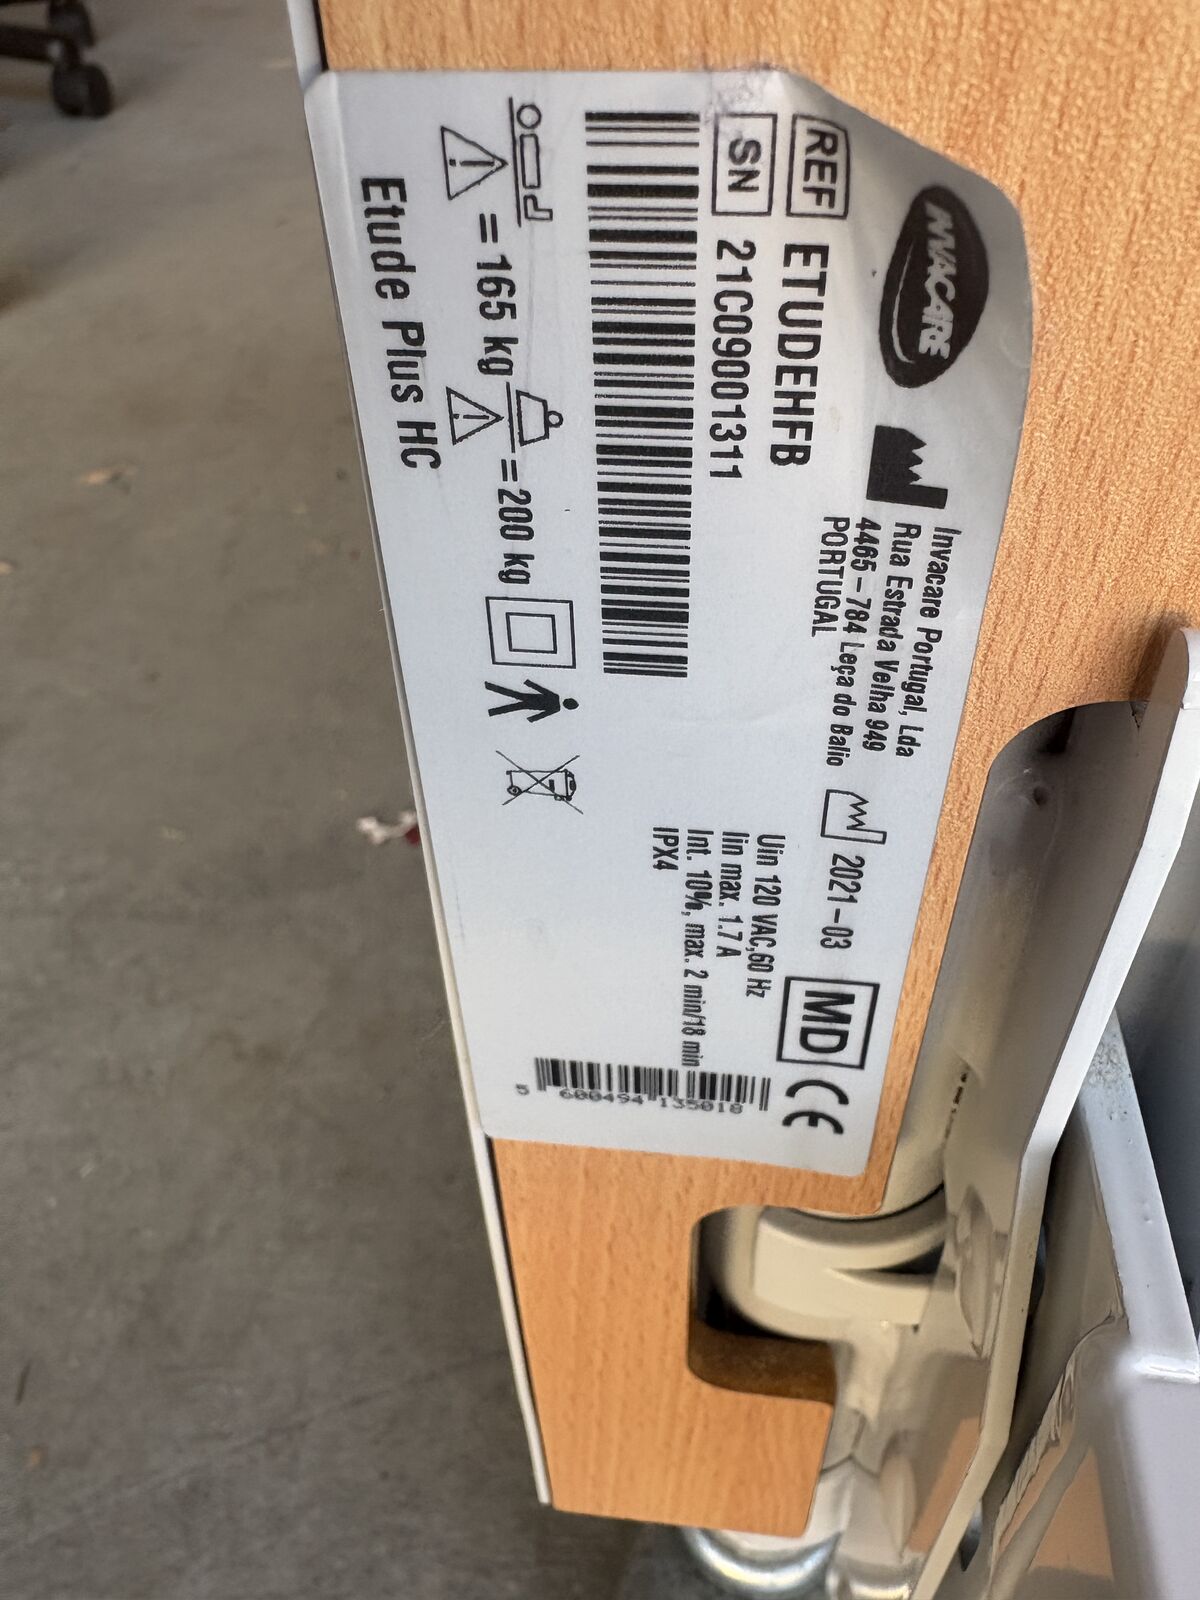 INVACARE
Invacare Portugal, Lda
Rua Estrada Velha 949
4465-784 Leça do Balio
PORTUGAL
2021-03
MD CE
REF ETUDEHFB
SN 21C0900131 1
Uin 120 VAC,60 Hz
Iin max. 1.7 A
Int. 10%, max. 2 min/18 min
IPX4
= 165 kg
= 200 kg
Etude Plus HC
5 600494 135018